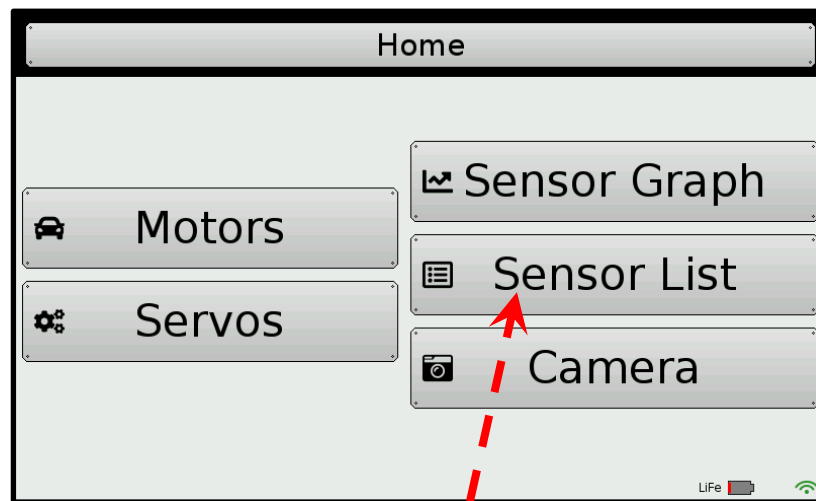 Home
Motors
Servos
Sensor Graph
Sensor List
Camera
LiFe